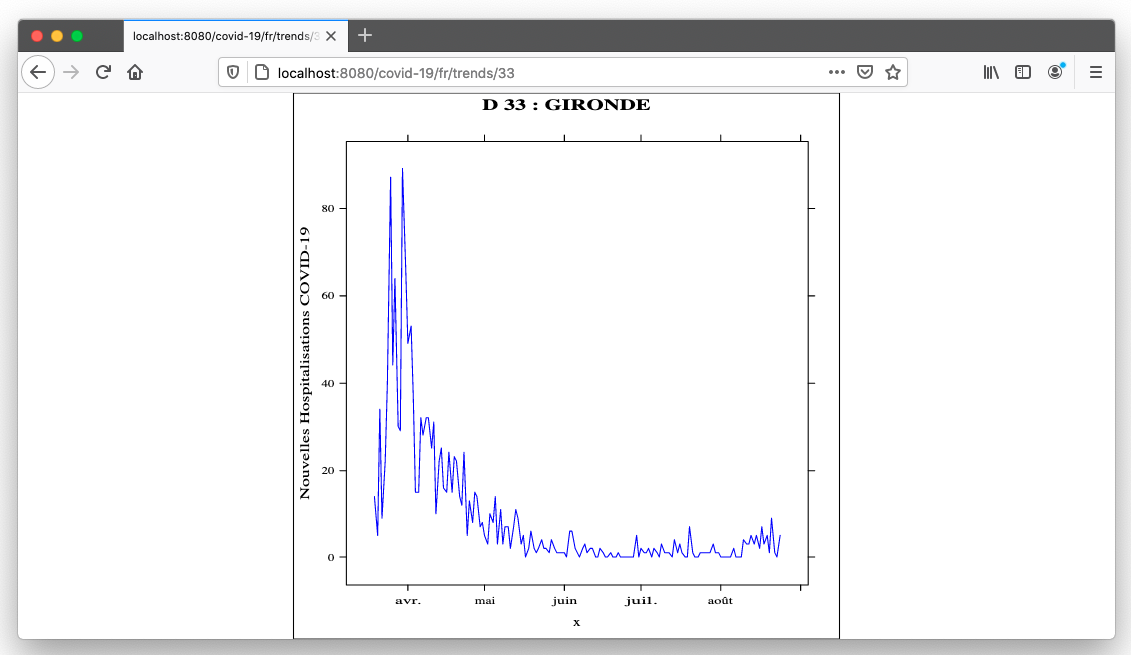 localhost:8080/covid-19/fr/trends/3
localhost:8080/covid-19/fr/trends/33
D 33 : GIRONDE
Nouvelles Hospitalisations COVID-19
80
60
40
20
0
avr. mai juin juil. août
x